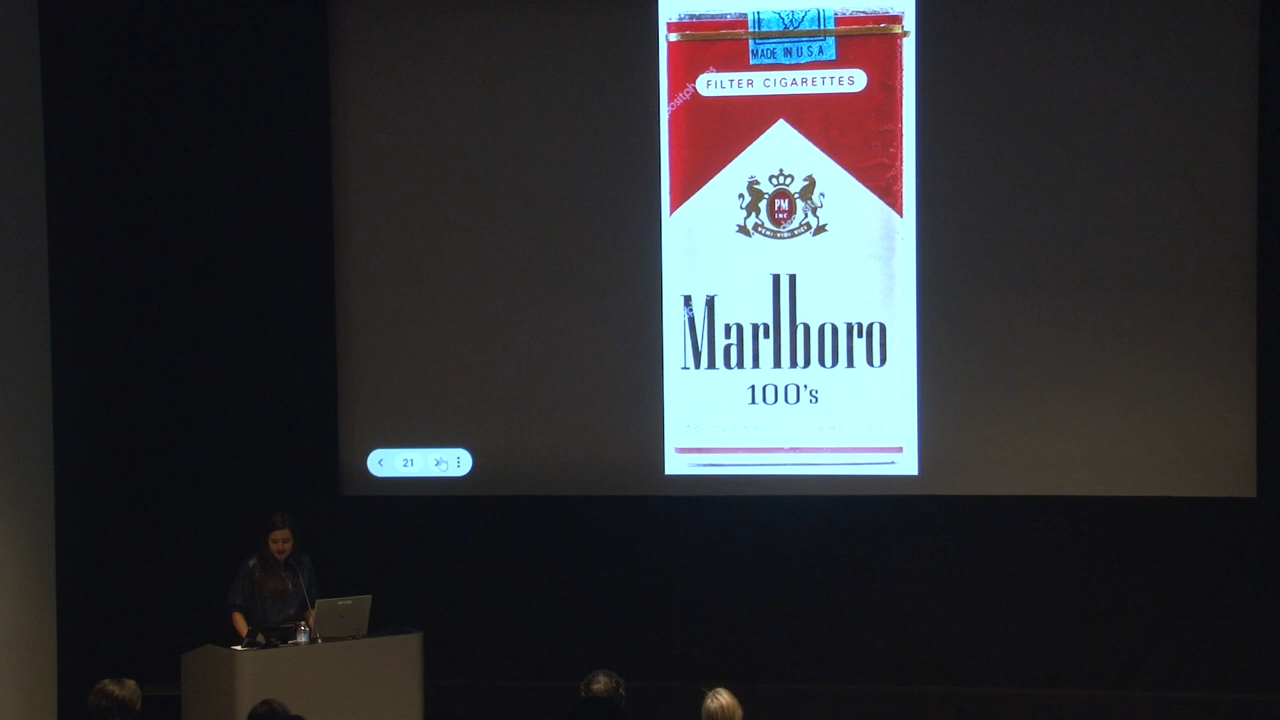 MADE IN U.S.A.
FILTER CIGARETTES
PM
INC
VENI·VIDI·VICI
Marlboro
100's
21